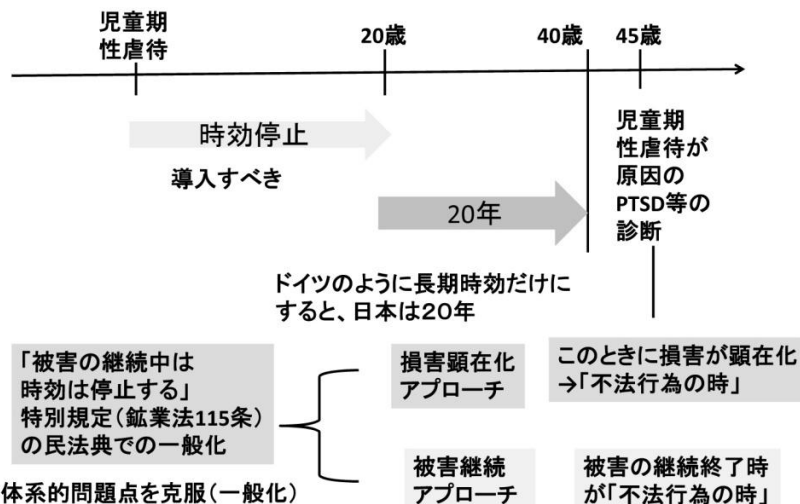 児童期
性虐待
20歳
40歳
45歳
時効停止
導入すべき
20年
児童期
性虐待が
原因の
PTSD等の
診断
ドイツのように長期時効だけに
すると、日本は20年
「被害の継続中は
時効は停止する」
特別規定(鉱業法115条)
の民法典での一般化
損害顕在化
アプローチ
このときに損害が顕在化
→「不法行為の時」
被害継続
アプローチ
被害の継続終了時
が「不法行為の時」
体系的問題点を克服(一般化)